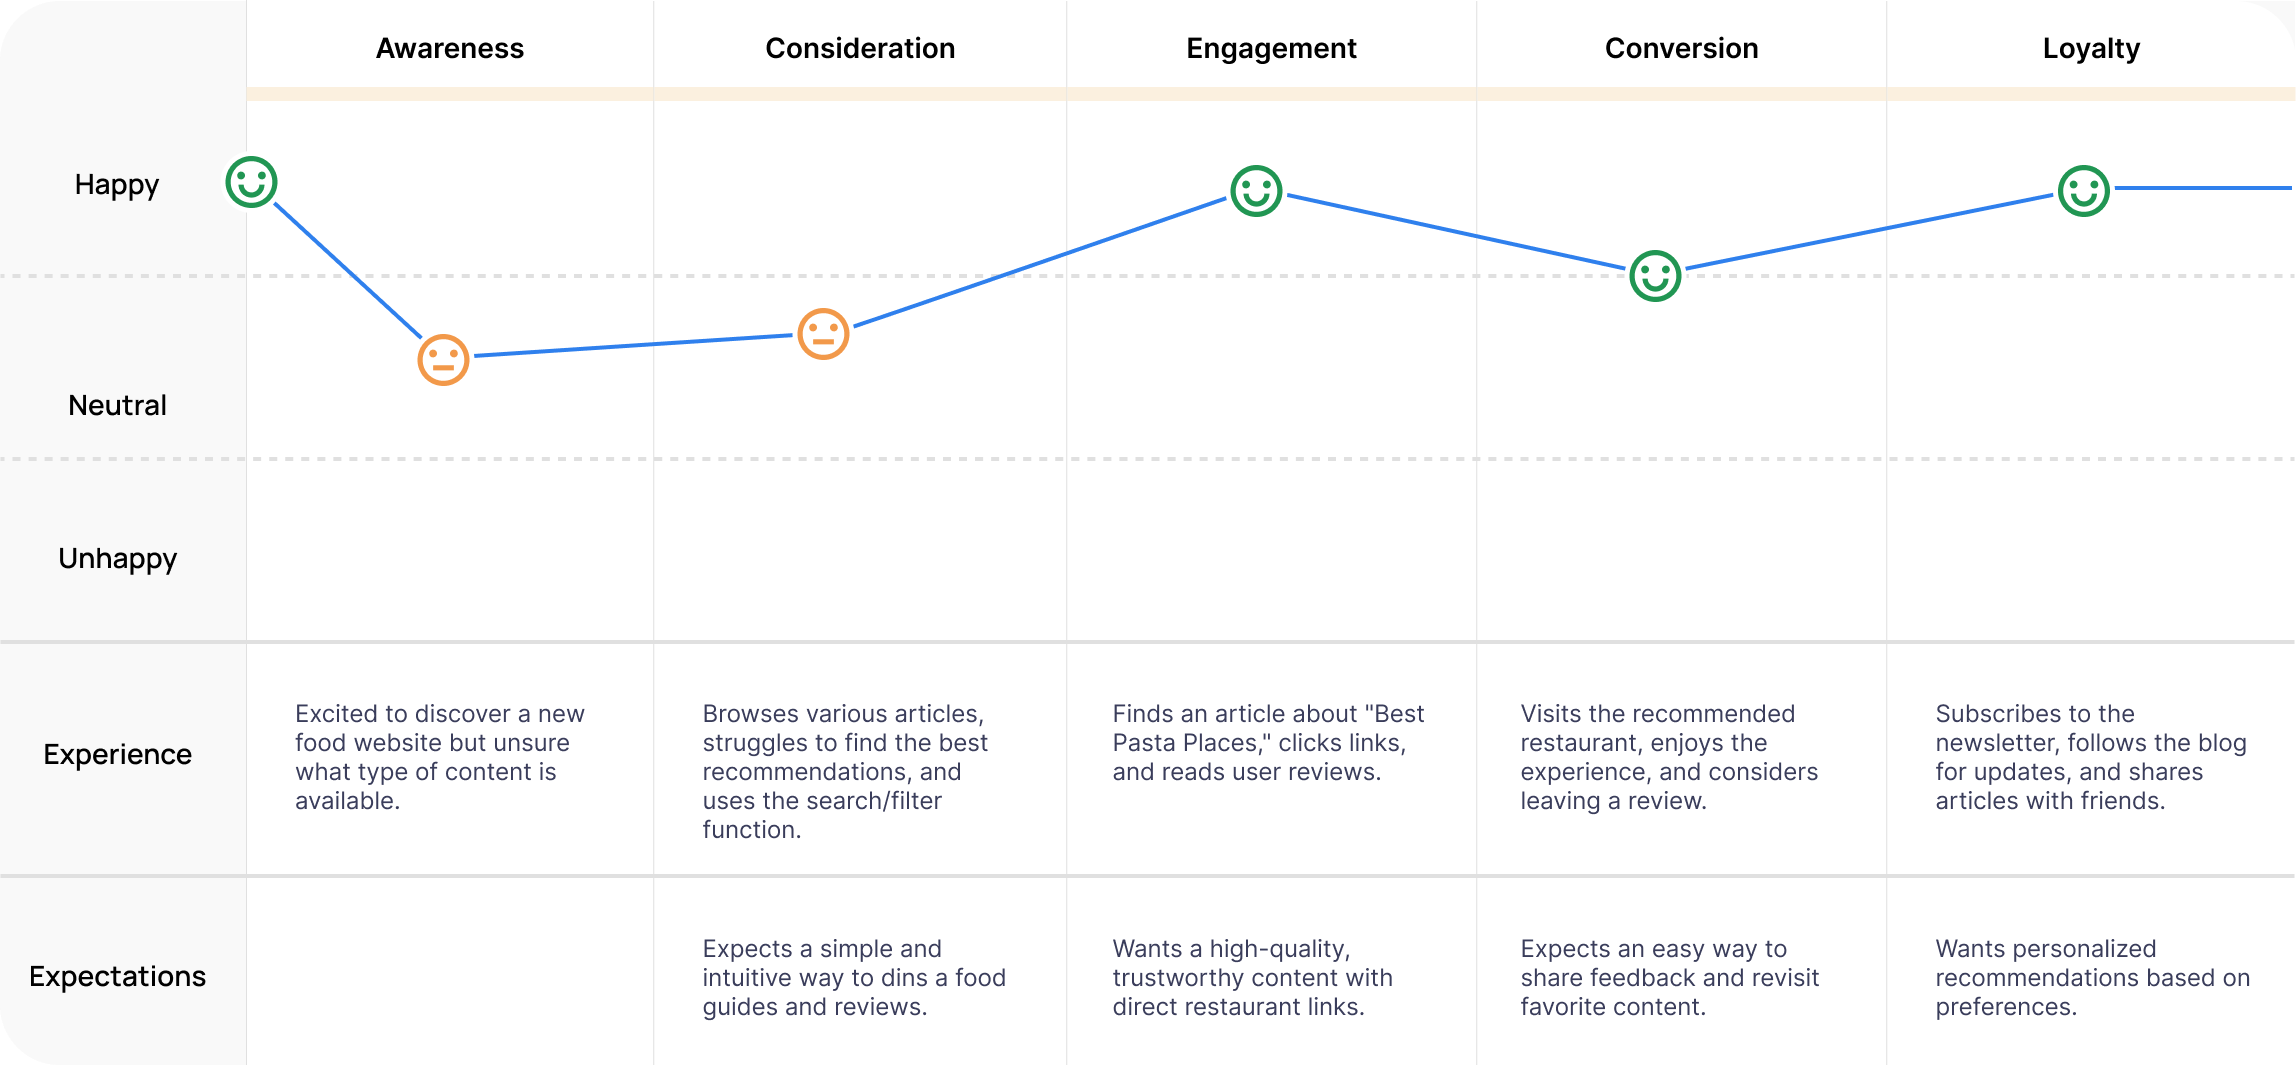 Awareness
Consideration
Engagement
Conversion
Loyalty
Happy
Neutral
Unhappy
Experience
Excited to discover a new
food website but unsure
what type of content is
available.
Browses various articles,
struggles to find the best
recommendations, and
uses the search/filter
function.
Finds an article about "Best
Pasta Places," clicks links,
and reads user reviews.
Visits the recommended
restaurant, enjoys the
experience, and considers
leaving a review.
Subscribes to the
newsletter, follows the blog
for updates, and shares
articles with friends.
Expectations
Expects a simple and
intuitive way to dins a food
guides and reviews.
Wants a high-quality,
trustworthy content with
direct restaurant links.
Expects an easy way to
share feedback and revisit
favorite content.
Wants personalized
recommendations based on
preferences.